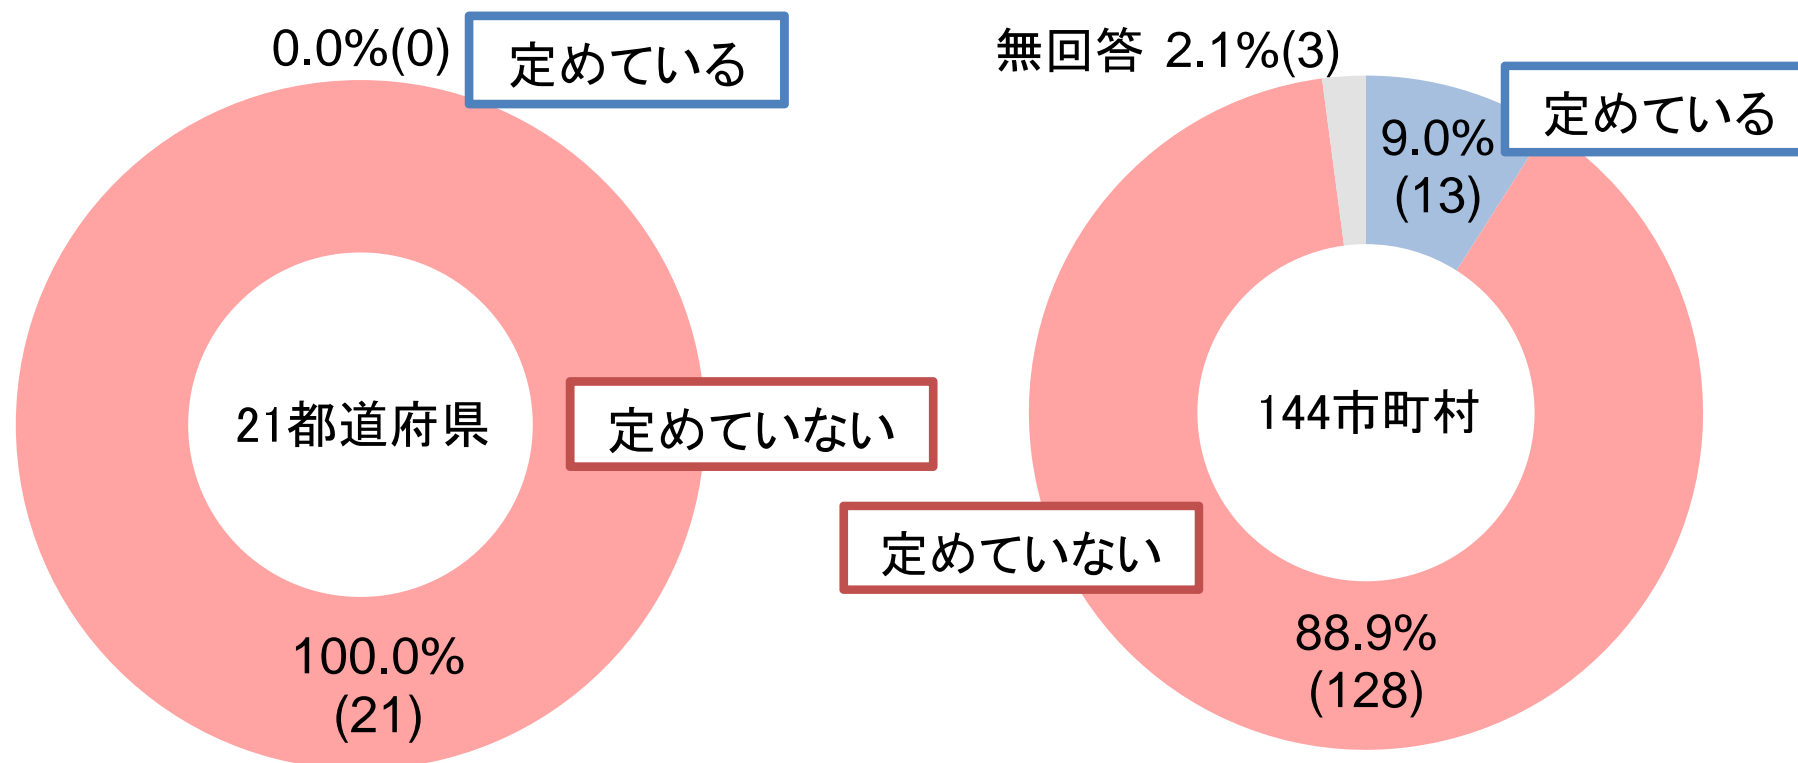 0.0%(0)
定めている
21都道府県
定めていない
100.0%
(21)
無回答 2.1%(3)
定めている
9.0%
(13)
144市町村
定めていない
88.9%
(128)